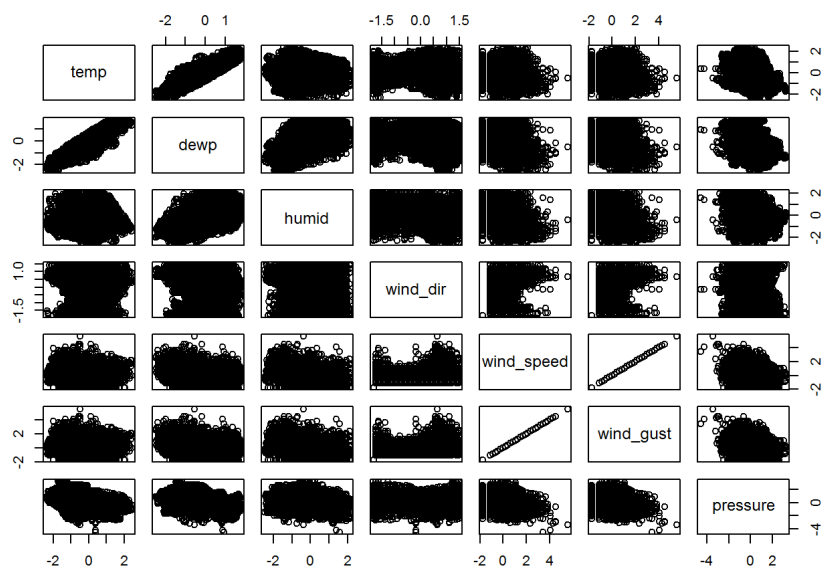 -2 0 1 -1.5 0.0 1.5 -2 0 2 4
temp -2 0 2
-2 0 dewp
humid -2 0 2
-1.5 1.0 wind_dir
wind_speed -2 2
-2 2 wind_gust
pressure -4 0
-2 0 2 -2 0 2 -2 0 2 4 -4 0 2